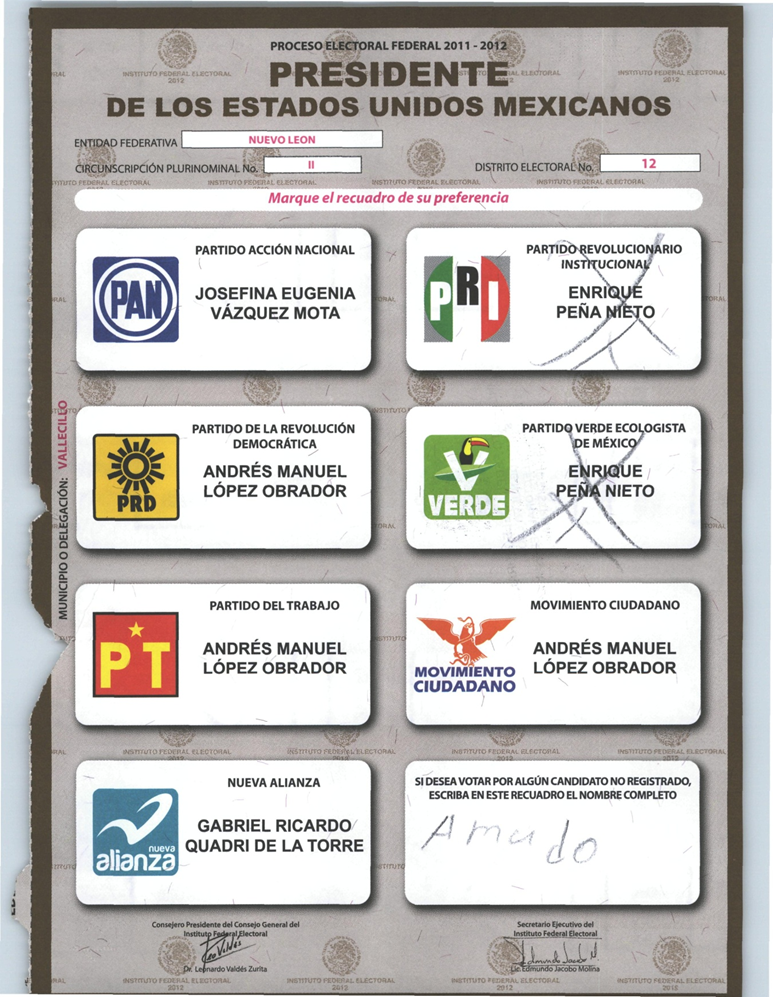 PROCESO ELECTORAL FEDERAL 2011 - 2012
PRESIDENTE
DE LOS ESTADOS UNIDOS MEXICANOS
ENTIDAD FEDERATIVA NUEVO LEON
CIRCUNSCRIPCIÓN PLURINOMINAL No. II
DISTRITO ELECTORAL No. 12
Marque el recuadro de su preferencia
PAN
PARTIDO ACCIÓN NACIONAL
JOSEFINA EUGENIA
VÁZQUEZ MOTA
PRI
PARTIDO REVOLUCIONARIO
INSTITUCIONAL
ENRIQUE
PEÑA NIETO
PRD
PARTIDO DE LA REVOLUCIÓN
DEMOCRÁTICA
ANDRÉS MANUEL
LÓPEZ OBRADOR
VERDE
PARTIDO VERDE ECOLOGISTA
DE MÉXICO
ENRIQUE
PEÑA NIETO
PT
PARTIDO DEL TRABAJO
ANDRÉS MANUEL
LÓPEZ OBRADOR
MOVIMIENTO
CIUDADANO
MOVIMIENTO CIUDADANO
ANDRÉS MANUEL
LÓPEZ OBRADOR
nueva
alianza
NUEVA ALIANZA
GABRIEL RICARDO
QUADRI DE LA TORRE
SI DESEA VOTAR POR ALGÚN CANDIDATO NO REGISTRADO,
ESCRIBA EN ESTE RECUADRO EL NOMBRE COMPLETO
Amado
MUNICIPIO O DELEGACIÓN: VALLECILLO
Consejero Presidente del Consejo General del
Instituto Federal Electoral
Dr. Leonardo Valdés Zurita
Secretario Ejecutivo del
Instituto Federal Electoral
Lic. Edmundo Jacobo Molina
INSTITUTO FEDERAL ELECTORAL
2012